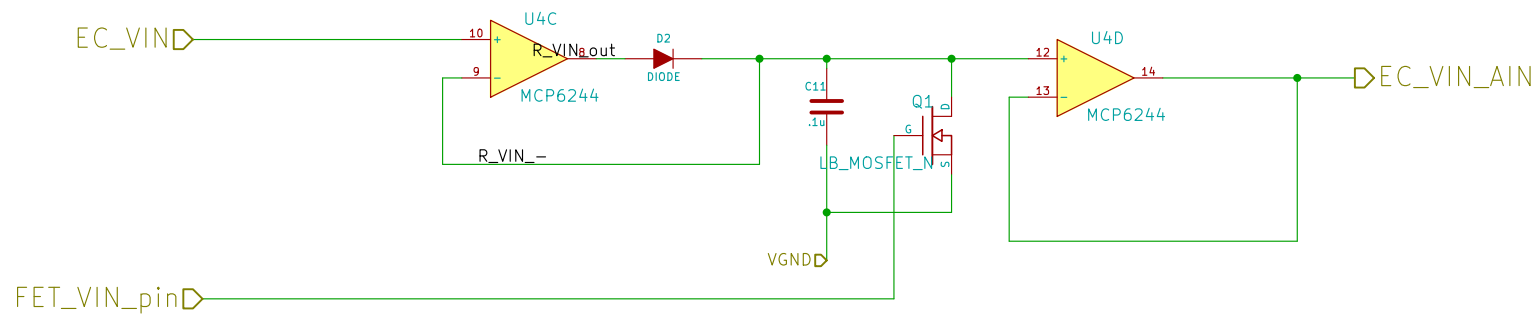 U4C
EC_VIN
10
+
R_VIN_out
8
D2
DIODE
9
−
MCP6244
R_VIN_-
C11
.1u
Q1
D
G
S
LB_MOSFET_N
VGND
FET_VIN_pin
U4D
12
+
14
13
−
MCP6244
EC_VIN_AIN